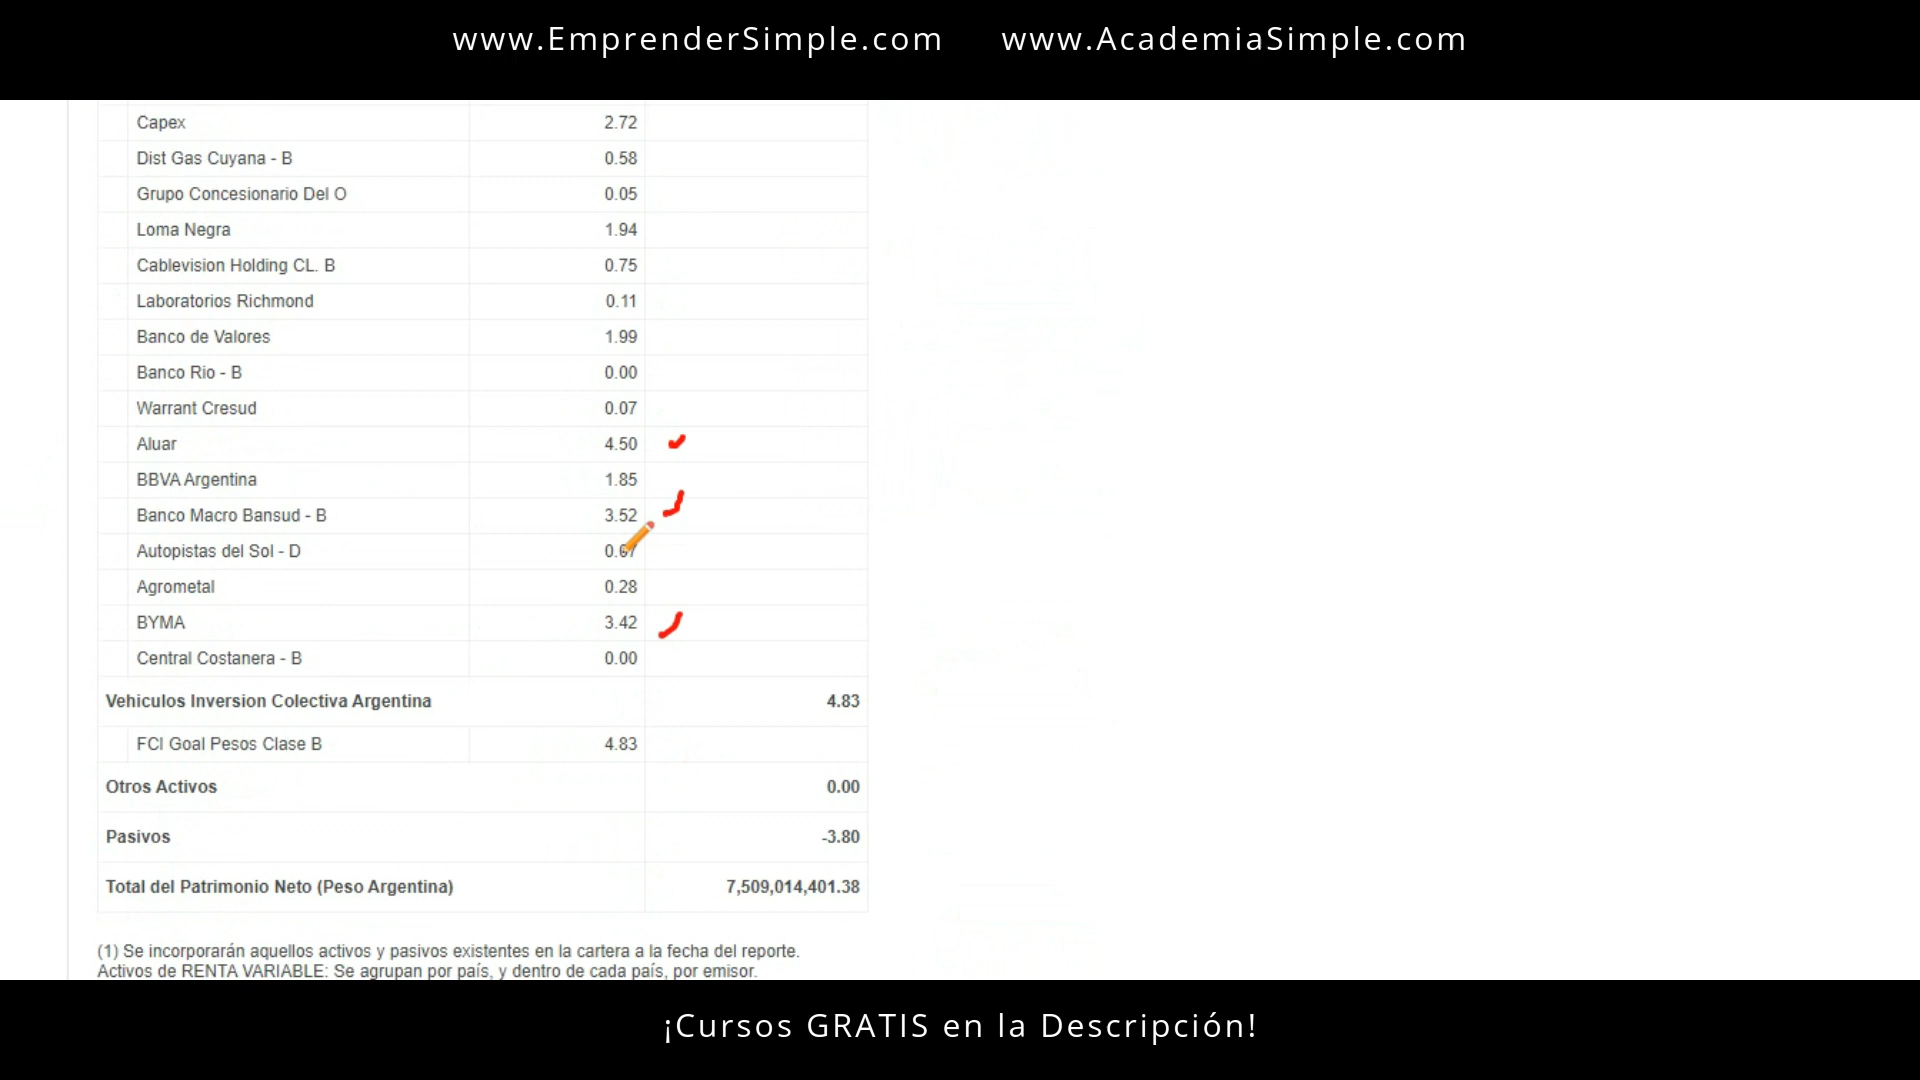 www.EmprenderSimple.com www.AcademiaSimple.com
Capex 2.72
Dist Gas Cuyana - B 0.58
Grupo Concesionario Del O 0.05
Loma Negra 1.94
Cablevision Holding CL. B 0.75
Laboratorios Richmond 0.11
Banco de Valores 1.99
Banco Rio - B 0.00
Warrant Cresud 0.07
Aluar 4.50
BBVA Argentina 1.85
Banco Macro Bansud - B 3.52
Autopistas del Sol - D
Agrometal 0.28
BYMA 3.42
Central Costanera - B 0.00
Vehiculos Inversion Colectiva Argentina 4.83
FCI Goal Pesos Clase B 4.83
Otros Activos 0.00
Pasivos -3.80
Total del Patrimonio Neto (Peso Argentina) 7,509,014,401.38
(1) Se incorporarán aquellos activos y pasivos existentes en la cartera a la fecha del reporte.
Activos de RENTA VARIABLE: Se agrupan por país, y dentro de cada país, por emisor.
¡Cursos GRATIS en la Descripción!